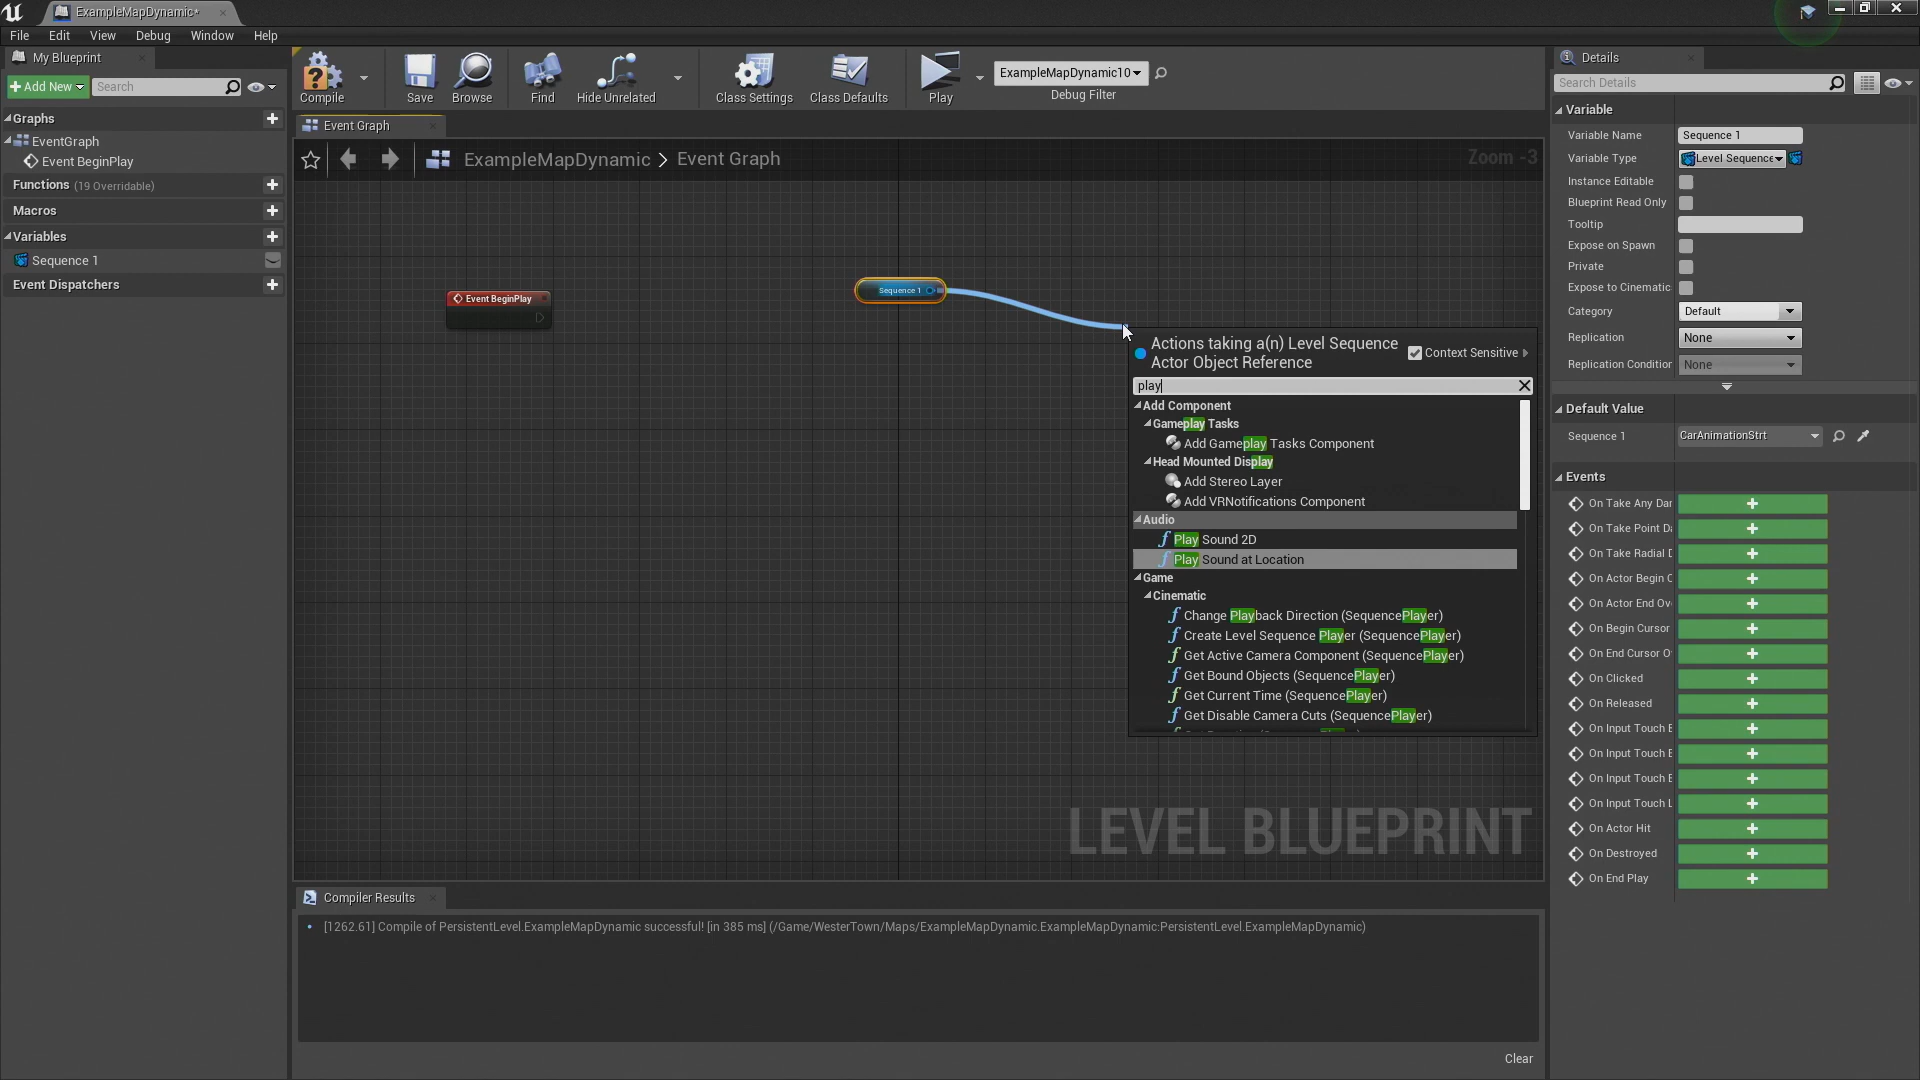 ExampleMapDynamic*
File Edit View Debug Window Help
My Blueprint
Add New
Search
Graphs
EventGraph
Event BeginPlay
Functions (19 Overridable)
Macros
Variables
Sequence 1
Event Dispatchers
Compile
Save
Browse
Find
Hide Unrelated
Class Settings
Class Defaults
Play
ExampleMapDynamic10
Debug Filter
Event Graph
ExampleMapDynamic > Event Graph
Zoom -3
Event BeginPlay
Sequence 1
Actions taking a(n) Level Sequence
Actor Object Reference
Context Sensitive
play
Add Component
Gameplay Tasks
Add Gameplay Tasks Component
Head Mounted Display
Add Stereo Layer
Add VRNotifications Component
Audio
Play Sound 2D
Play Sound at Location
Game
Cinematic
Change Playback Direction (SequencePlayer)
Create Level Sequence Player (SequencePlayer)
Get Active Camera Component (SequencePlayer)
Get Bound Objects (SequencePlayer)
Get Current Time (SequencePlayer)
Get Disable Camera Cuts (SequencePlayer)
LEVEL BLUEPRINT
Compiler Results
[1262.61] Compile of PersistentLevel.ExampleMapDynamic successful! [in 385 ms] (/Game/WesterTown/Maps/ExampleMapDynamic.ExampleMapDynamic:PersistentLevel.ExampleMapDynamic)
Clear
Details
Search Details
Variable
Variable Name Sequence 1
Variable Type Level Sequence
Instance Editable
Blueprint Read Only
Tooltip
Expose on Spawn
Private
Expose to Cinematic
Category Default
Replication None
Replication Condition None
Default Value
Sequence 1 CarAnimationStrt
Events
On Take Any Dar
On Take Point Da
On Take Radial D
On Actor Begin O
On Actor End Ov
On Begin Cursor
On End Cursor O
On Clicked
On Released
On Input Touch B
On Input Touch E
On Input Touch E
On Input Touch L
On Actor Hit
On Destroyed
On End Play